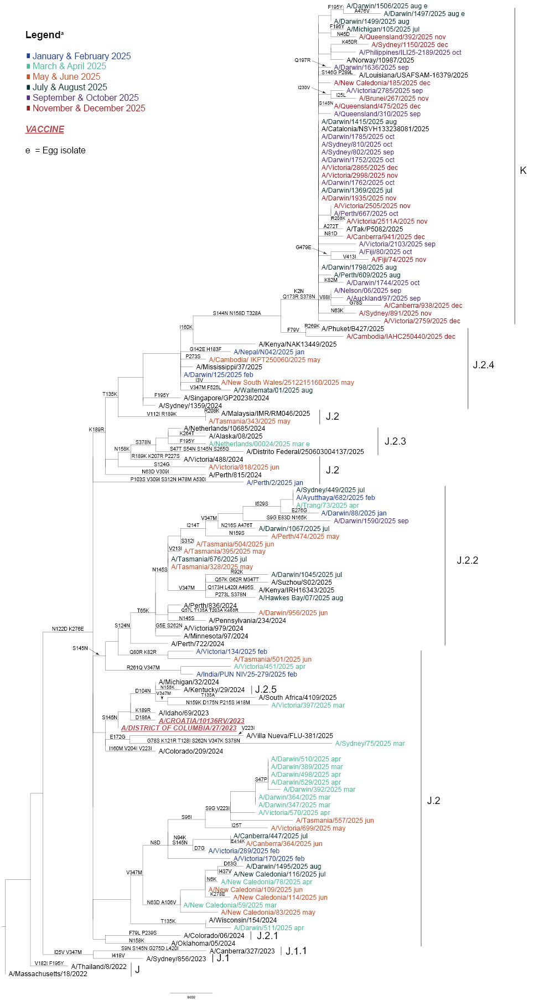 Legendᵃ
January & February 2025
March & April 2025
May & June 2025
July & August 2025
September & October 2025
November & December 2025
VACCINE
e = Egg isolate
F195Y
A/Darwin/1506/2025 aug e
A476V
A/Darwin/1497/2025 aug e
A/Darwin/1499/2025 aug
F195Y
A/Michigan/105/2025 jul
N45D
A/Queensland/392/2025 nov
K450R
A/Sydney/1150/2025 dec
A/Philippines/ILI25-2189/2025 oct
A/Norway/10987/2025
Q197R
A/Darwin/1636/2025 sep
S146G P289L
A/Louisiana/USAFSAM-16379/2025
A/New Caledonia/185/2025 dec
I230V
A/Victoria/2785/2025 sep
I25L
A/Brunei/267/2025 nov
S145N
A/Queensland/475/2025 dec
A/Queensland/310/2025 sep
A/Darwin/1415/2025 aug
A/Catalonia/NSVH133238081/2025
A/Darwin/1785/2025 oct
A/Sydney/810/2025 oct
A/Sydney/802/2025 sep
A/Darwin/1752/2025 oct
A/Victoria/2865/2025 dec
K
A/Victoria/2998/2025 nov
A/Darwin/1762/2025 oct
A/Darwin/1369/2025 jul
A/Darwin/1935/2025 nov
A/Victoria/2505/2025 nov
A/Perth/667/2025 oct
R208K
A/Victoria/2511A/2025 nov
A272T
A/Tak/P5082/2025
N81D
A/Canberra/941/2025 dec
A/Victoria/2103/2025 sep
G479E
A/Fiji/80/2025 oct
V413I
A/Fiji/74/2025 nov
A/Darwin/1798/2025 aug
A/Perth/609/2025 aug
K82M
A/Darwin/1744/2025 oct
K2N
Q173R S378N
A/Nelson/06/2025 sep
V88I
A/Auckland/97/2025 sep
G78S
A/Canberra/938/2025 dec
N63K
A/Sydney/891/2025 nov
A/Victoria/2759/2025 dec
S144N N158D T328A
I160K
F79V
R269K
A/Phuket/B427/2025
A/Cambodia/IAHC250440/2025 dec
A/Kenya/NAK13449/2025
G142E H183F
A/Nepal/N042/2025 jan
P273S
A/Cambodia/ IKPT250060/2025 may
A/Mississippi/37/2025
J.2.4
A/Darwin/125/2025 feb
I3V
A/New South Wales/2512215160/2025 may
V347M F525L
A/Waitemata/01/2025 aug
T135K
F195Y
A/Singapore/GP20238/2024
A/Sydney/1359/2024
V112I R189K
R208K
A/Malaysia/IMR/RM046/2025
J.2
A/Tasmania/343/2025 may
K189R
A/Netherlands/10685/2024
K264T
A/Alaska/08/2025
S378N
F195Y
A/Netherlands/00024/2025 mar e
J.2.3
N158K
S47T S54N S145N S265G
A/Distrito Federal/250603004137/2025
R189K K207R P227S
A/Victoria/488/2024
S124G
A/Victoria/818/2025 jun
J.2
N63D V309I
A/Perth/815/2024
P103S V309I S312N I478M A530I
A/Perth/2/2025 jan
A/Sydney/449/2025 jul
A/Ayutthaya/682/2025 feb
I529S
A/Trang/73/2025 apr
E276G
A/Darwin/88/2025 jan
V347M
S9G E83D N165K
A/Darwin/1590/2025 sep
I214T
N216S A476T
A/Darwin/1067/2025 jul
N159S
A/Perth/474/2025 may
S312I
A/Tasmania/504/2025 jun
V213I
A/Tasmania/395/2025 may
A/Tasmania/676/2025 jul
J.2.2
N145S
A/Tasmania/328/2025 may
R92K
A/Darwin/1045/2025 jul
Q57K G62R M347T
A/Suzhou/S02/2025
V347M
Q173H L420I A495S
A/Kenya/IRH16343/2025
P273L S378N
A/Hawkes Bay/07/2025 aug
A/Perth/836/2024
T65K
Q57L T135A T203A K468R
A/Darwin/956/2025 jun
N145S
A/Pennsylvania/234/2024
S124N
G5E S262N
A/Victoria/979/2024
N122D K276E
A/Minnesota/97/2024
A/Perth/722/2024
S145N
Q80R K82R
A/Victoria/134/2025 feb
A/Tasmania/501/2025 jun
R261Q V347M
A/Victoria/451/2025 apr
A/India/PUN NIV25-279/2025 feb
A/Michigan/32/2024
D104N
N158K
A/Kentucky/29/2024
J.2.5
V347M
T135A
A/South Africa/4109/2025
N159K D175N P215S I418M
A/Victoria/397/2025 mar
K189R
A/Idaho/69/2023
S145N
D186A
A/CROATIA/10136RV/2023
A/DISTRICT OF COLUMBIA/27/2023
V223I
E172G
A/Villa Nueva/FLU-381/2025
G78S K121R T128I S262N V347K S378N
A/Sydney/75/2025 mar
I160M V204I V223I
A/Colorado/209/2024
A/Darwin/510/2025 apr
A/Darwin/389/2025 mar
A/Darwin/498/2025 apr
S47P
A/Darwin/529/2025 apr
A/Darwin/392/2025 mar
A/Darwin/364/2025 mar
J.2
A/Darwin/347/2025 mar
S9G V223I
A/Victoria/570/2025 apr
S96I
A/Tasmania/557/2025 jun
I25T
A/Victoria/699/2025 may
N94K
S145N
A/Canberra/447/2025 jul
N8D
E414K
A/Canberra/364/2025 jun
D7G
A/Victoria/289/2025 feb
A/Victoria/170/2025 feb
D63G
A/Darwin/1495/2025 aug
V347M
I437V
A/New Caledonia/116/2025 jul
N6K
A/New Caledonia/78/2025 apr
A/New Caledonia/109/2025 jun
K278E
A/New Caledonia/114/2025 jun
N63D A106V
A/New Caledonia/59/2025 mar
A/New Caledonia/83/2025 may
T135K
A/Wisconsin/154/2024
A/Darwin/511/2025 apr
F79L P239S
A/Colorado/06/2024
J.2.1
N158K
A/Oklahoma/05/2024
S9N S145N G275D L420I
A/Canberra/327/2023
J.1.1
I25V V347M
I418V
A/Sydney/856/2023
J.1
V182I F195Y
A/Thailand/8/2022
J
A/Massachusetts/18/2022
0.002